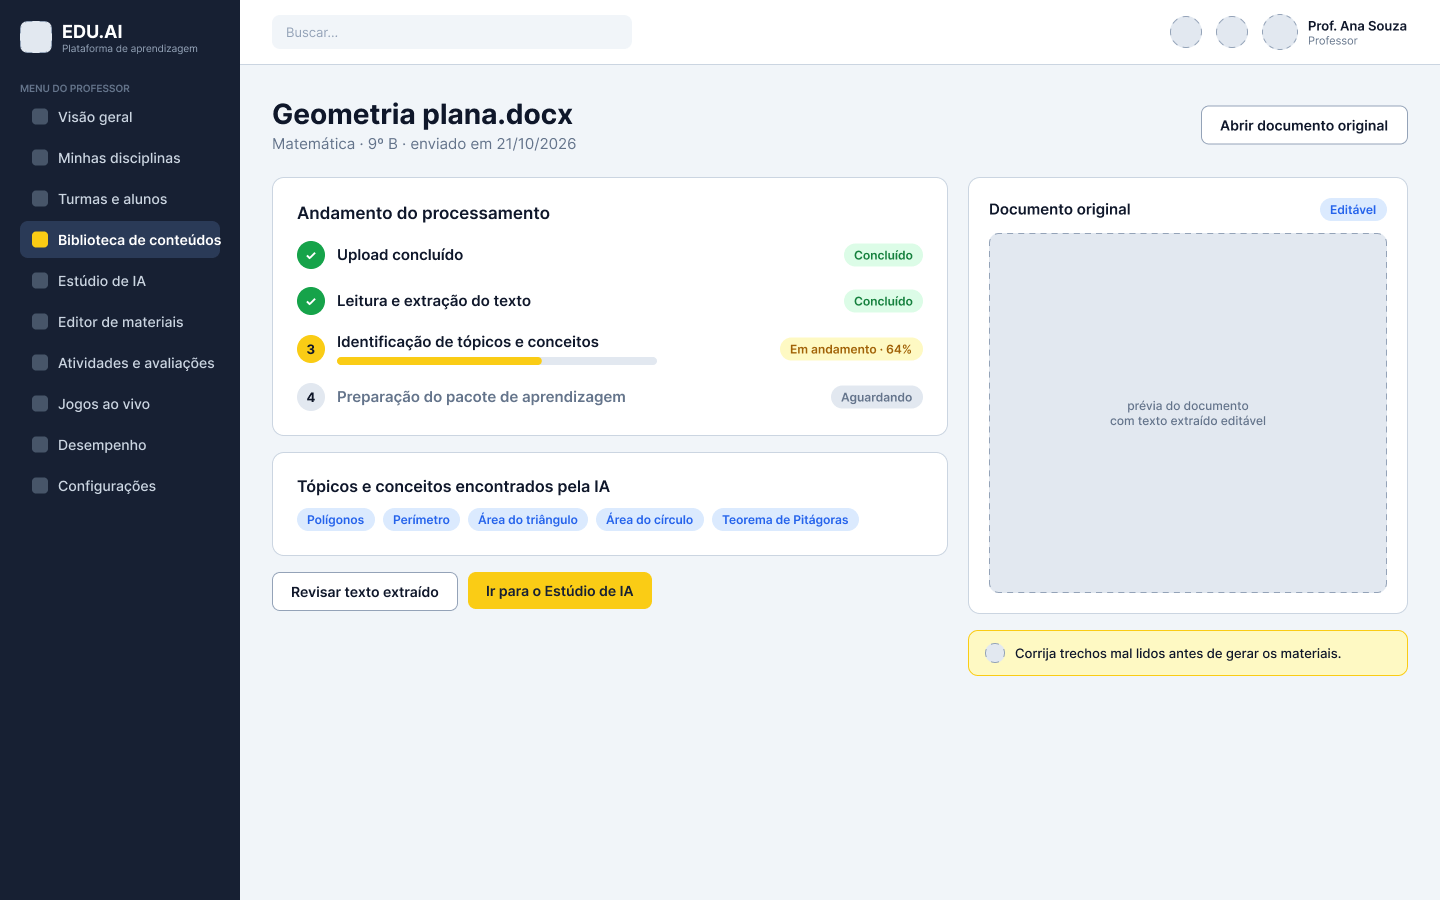 EDU.AI
Plataforma de aprendizagem
MENU DO PROFESSOR
Visão geral
Minhas disciplinas
Turmas e alunos
Biblioteca de conteúdos
Estúdio de IA
Editor de materiais
Atividades e avaliações
Jogos ao vivo
Desempenho
Configurações
Buscar...
Prof. Ana Souza
Professor
Geometria plana.docx
Matemática · 9º B · enviado em 21/10/2026
Abrir documento original
Andamento do processamento
Upload concluído
Concluído
Leitura e extração do texto
Concluído
3
Identificação de tópicos e conceitos
Em andamento · 64%
4
Preparação do pacote de aprendizagem
Aguardando
Tópicos e conceitos encontrados pela IA
Polígonos
Perímetro
Área do triângulo
Área do círculo
Teorema de Pitágoras
Revisar texto extraído
Ir para o Estúdio de IA
Documento original
Editável
prévia do documento
com texto extraído editável
Corrija trechos mal lidos antes de gerar os materiais.